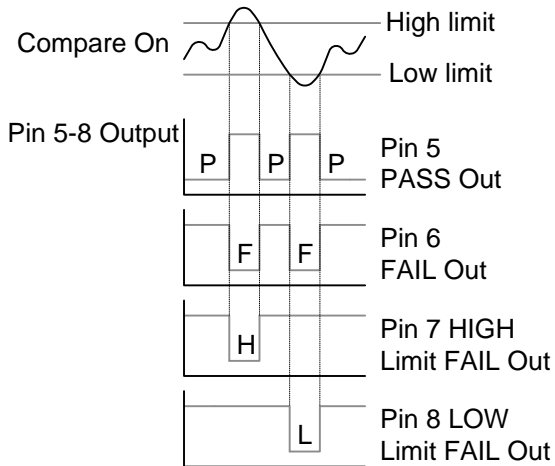 High limit
Compare On
Low limit
Pin 5-8 Output
P P P
Pin 5
PASS Out
F F
Pin 6
FAIL Out
H
Pin 7 HIGH
Limit FAIL Out
L
Pin 8 LOW
Limit FAIL Out